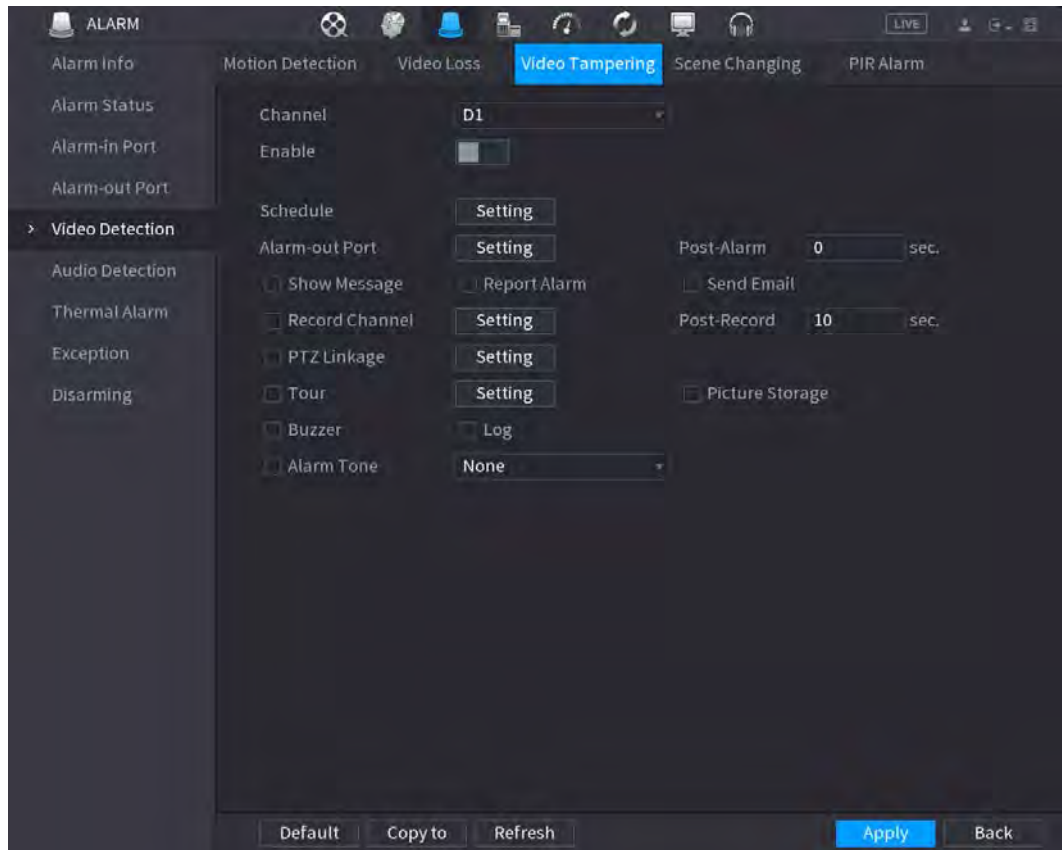 ALARM
LIVE
Alarm Info
Motion Detection Video Loss Video Tampering Scene Changing PIR Alarm
Alarm Status
Channel D1
Alarm-in Port
Enable
Alarm-out Port
Schedule Setting
> Video Detection
Alarm-out Port Setting Post-Alarm 0 sec.
Audio Detection
Show Message Report Alarm Send Email
Thermal Alarm
Record Channel Setting Post-Record 10 sec.
Exception
PTZ Linkage Setting
Disarming
Tour Setting Picture Storage
Buzzer Log
Alarm Tone None
Default Copy to Refresh Apply Back